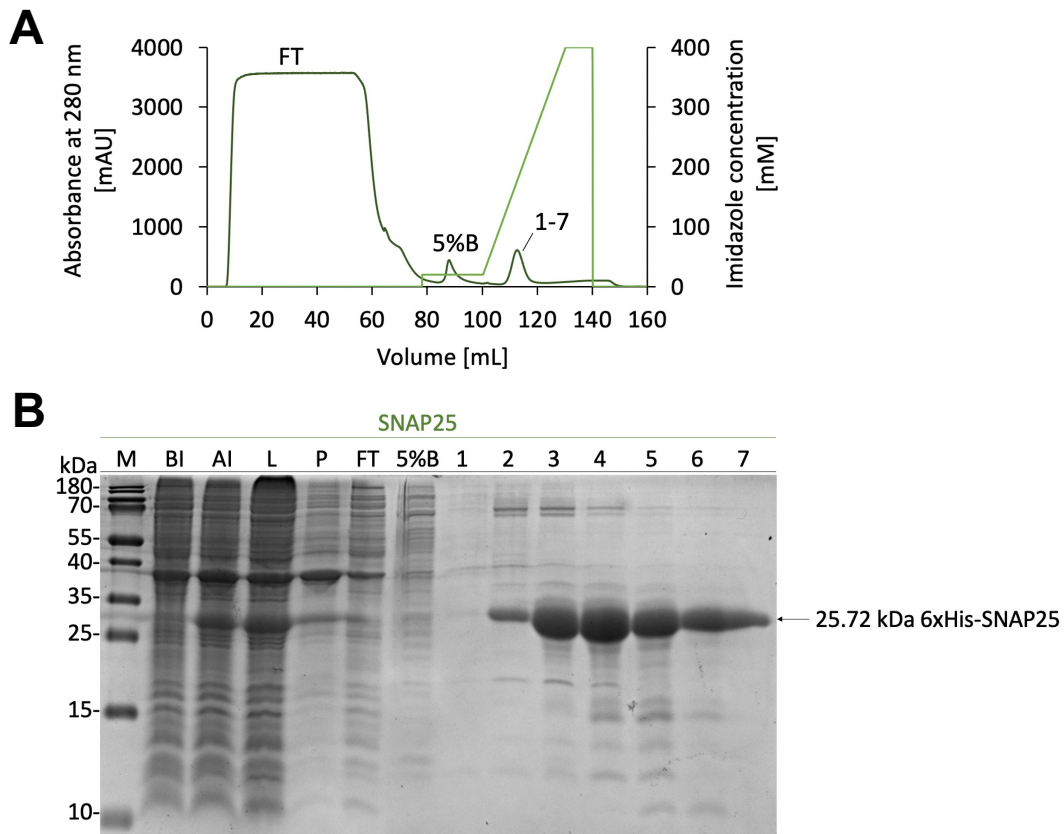 A
Absorbance at 280 nm
[mAU]
4000
3000
2000
1000
0
FT
5%B
1-7
400
300
200
100
0
Imidazole concentration
[mM]
0 20 40 60 80 100 120 140 160
Volume [mL]
B
SNAP25
kDa M BI AI L P FT 5%B 1 2 3 4 5 6 7
180-
70-
55-
40-
35-
25-
15-
10-
25.72 kDa 6xHis-SNAP25